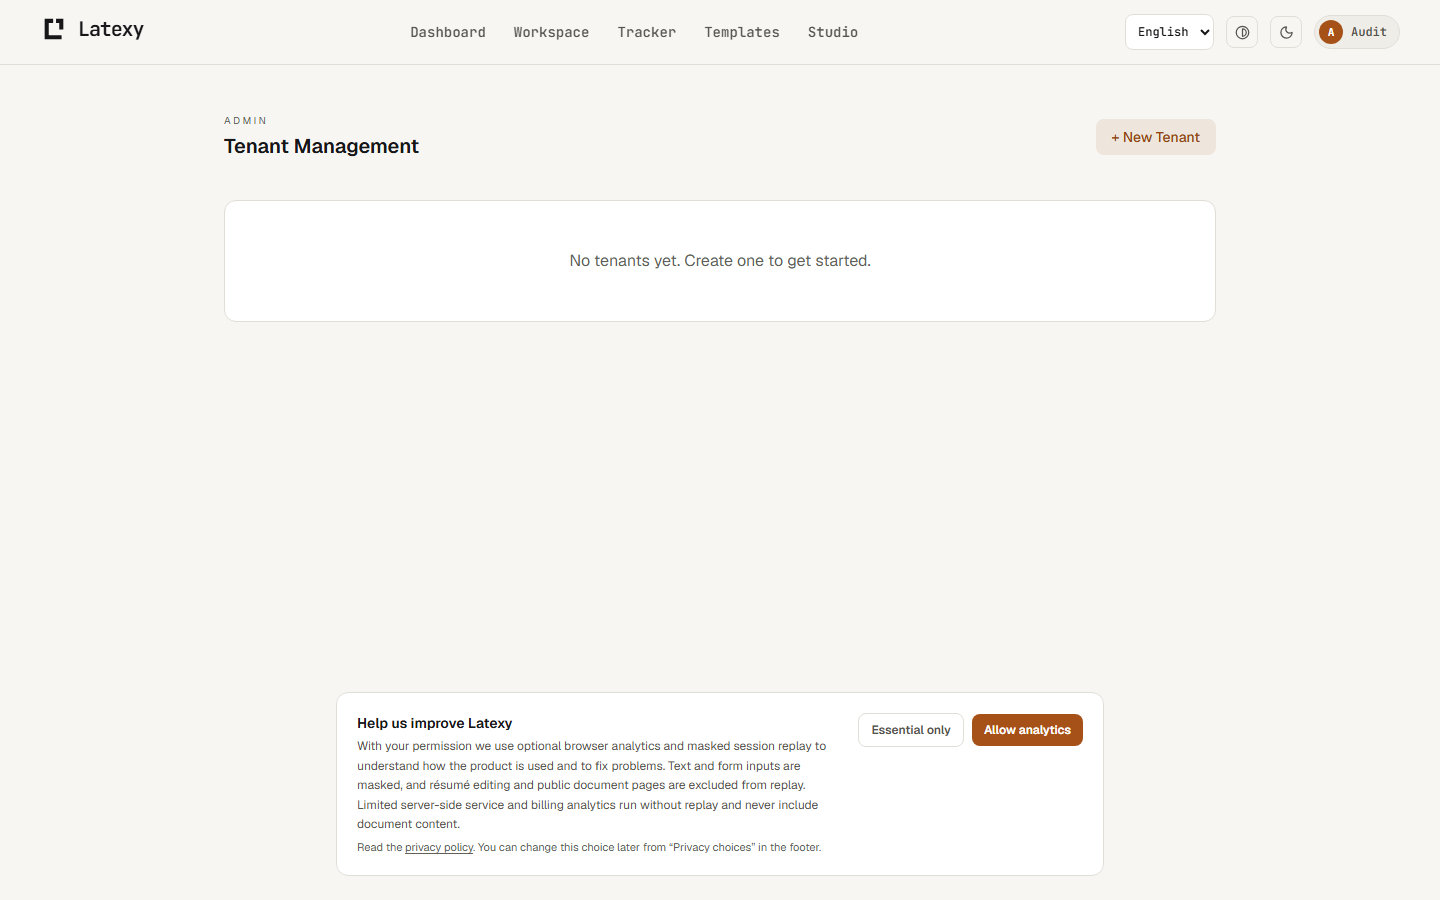 Latexy
Dashboard
Workspace
Tracker
Templates
Studio
English
A
Audit
ADMIN
Tenant Management
+ New Tenant
No tenants yet. Create one to get started.
Help us improve Latexy
With your permission we use optional browser analytics and masked session replay to
understand how the product is used and to fix problems. Text and form inputs are
masked, and résumé editing and public document pages are excluded from replay.
Limited server-side service and billing analytics run without replay and never include
document content.
Read the privacy policy. You can change this choice later from “Privacy choices” in the footer.
Essential only
Allow analytics